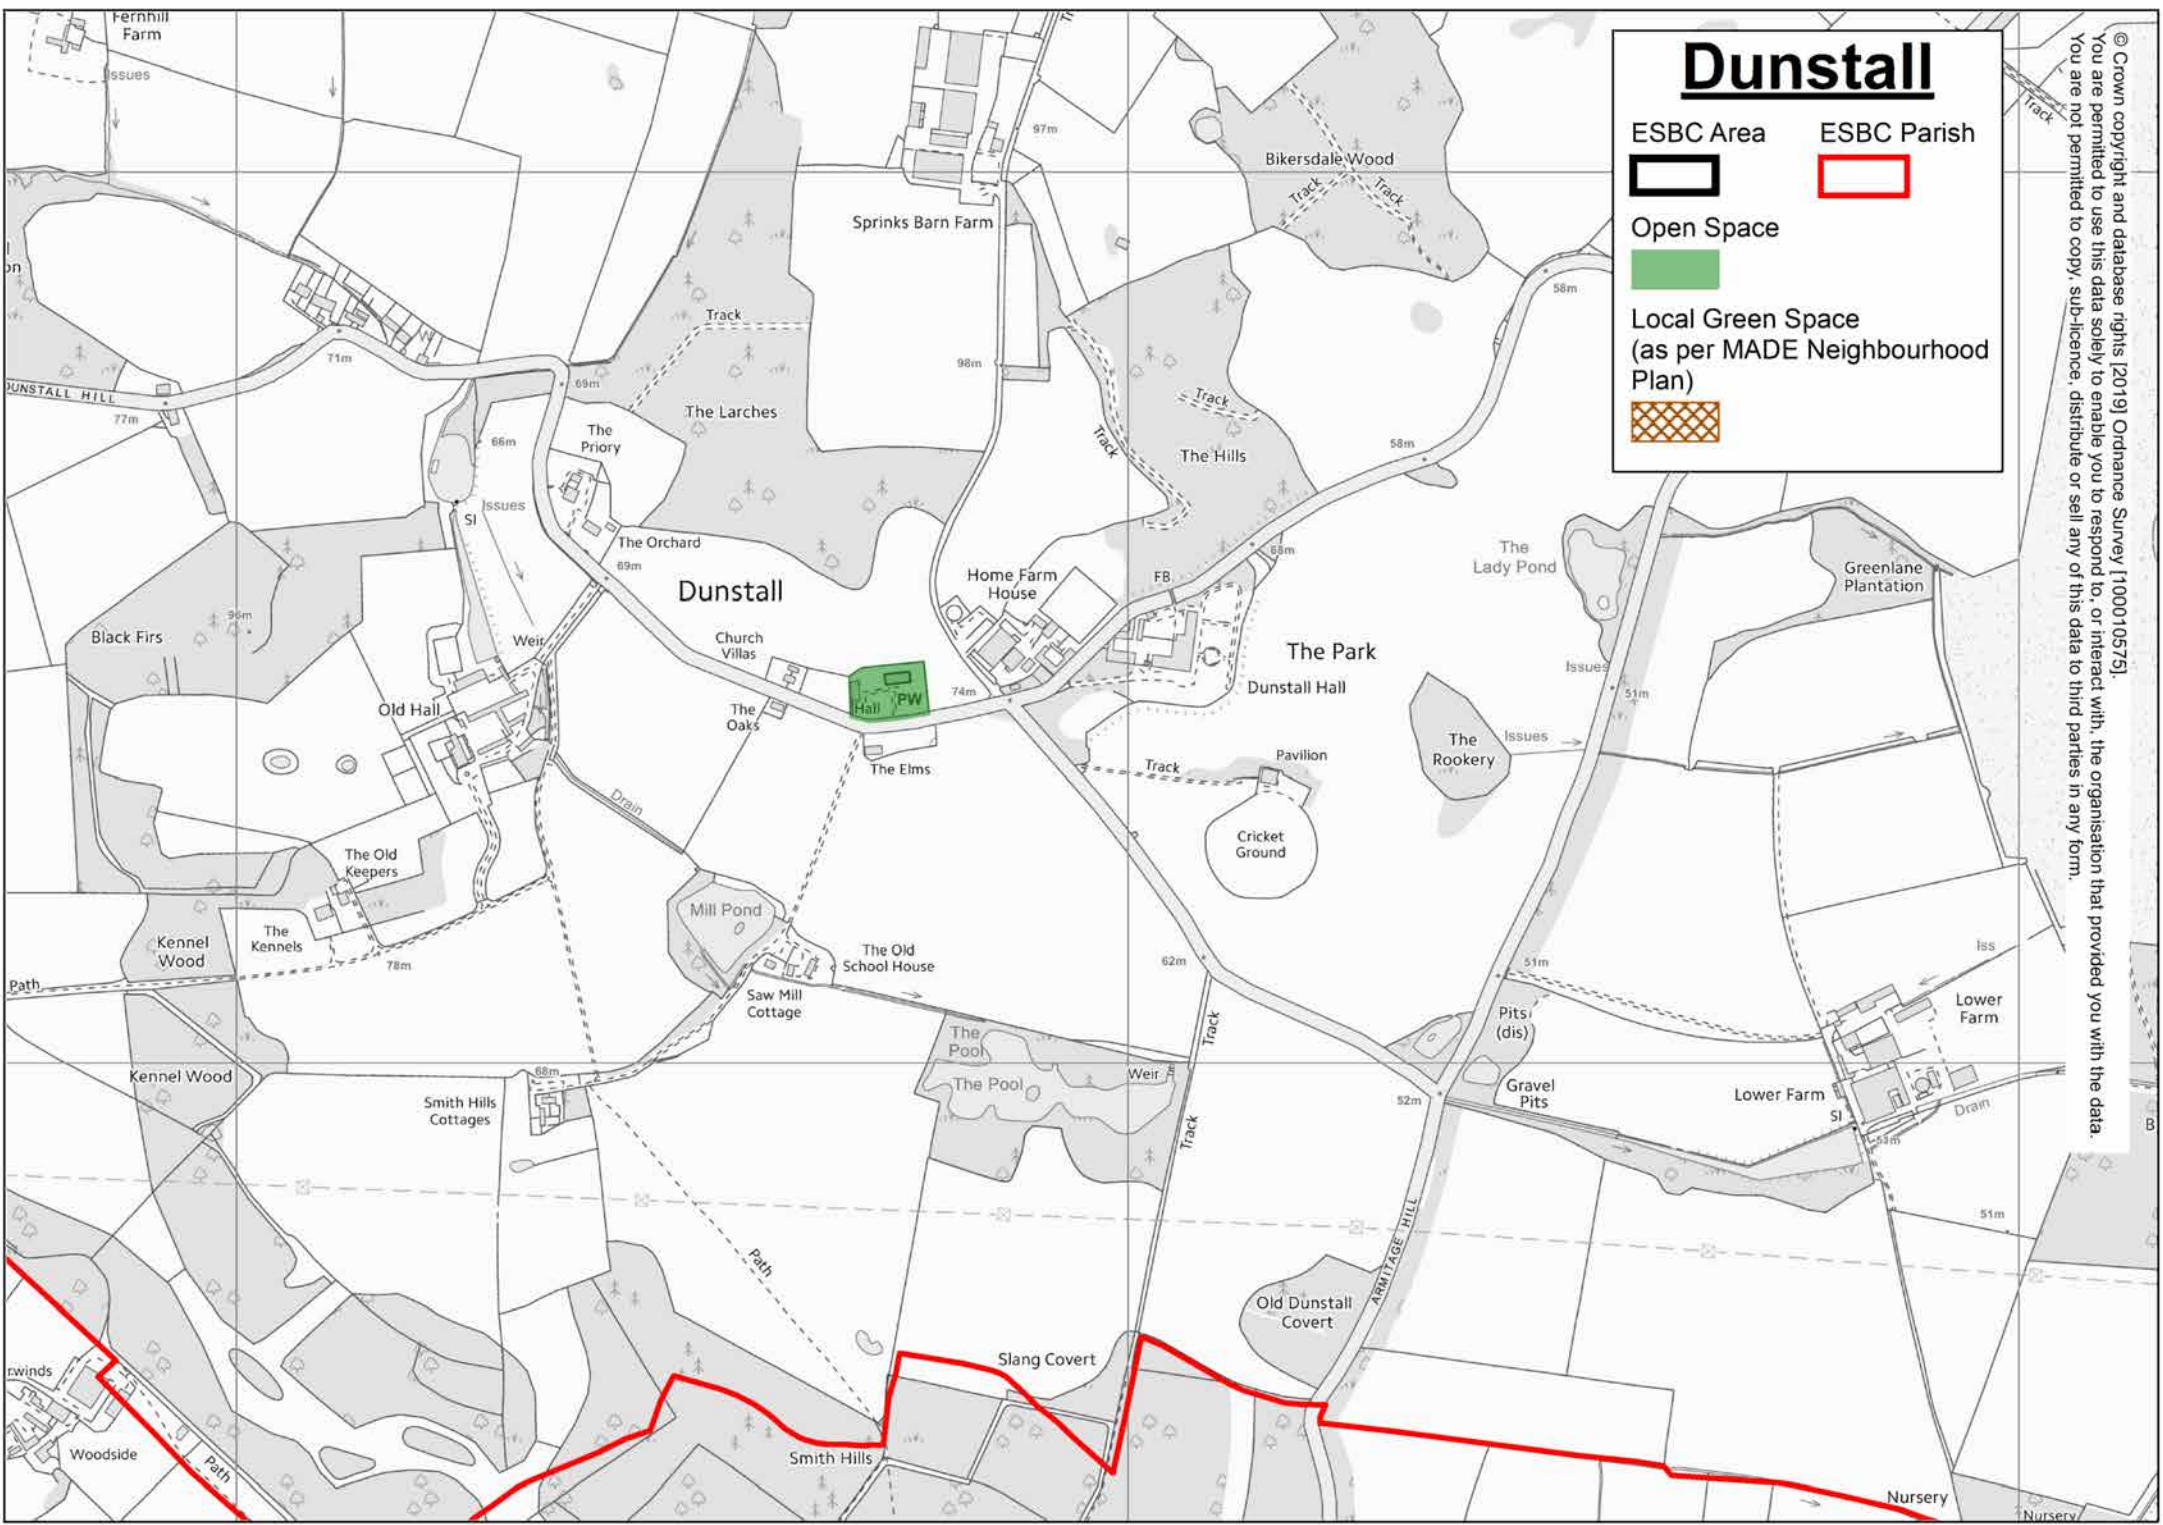 Fernhill
Farm
Issues
97m
Bikersdale Wood
Track
Track
Sprinks Barn Farm
58m
Track
71m
98m
DUNSTALL HILL
77m
69m
The Larches
Track
The
Priory
66m
Track
The Hills
58m
Issues
SI
The Orchard
69m
68m
The
Lady Pond
Greenlane
Plantation
Dunstall
Home Farm
House
FB
96m
Black Firs
Weir
Church
Villas
The Park
Issues
Old Hall
The
Oaks
Hall
PW
74m
Dunstall Hall
51m
The Elms
The
Rookery
Issues
Track
Pavilion
Drain
Cricket
Ground
The Old
Keepers
Mill Pond
Kennel
Wood
The
Kennels
78m
The Old
School House
62m
51m
Iss
Path
Saw Mill
Cottage
Track
Pits
(dis)
Lower
Farm
The
Pool
The Pool
Weir
Kennel Wood
68m
Smith Hills
Cottages
52m
Gravel
Pits
Lower Farm
SI
Drain
53m
B
Track
51m
ARMITAGE HILL
Path
Old Dunstall
Covert
Slang Covert
rwinds
Woodside
Path
Smith Hills
Nursery
Nursery
Track
Dunstall
ESBC Area
ESBC Parish
Open Space
Local Green Space
(as per MADE Neighbourhood
Plan)
© Crown copyright and database rights [2019] Ordnance Survey [100010575].
You are permitted to use this data solely to enable you to respond to, or interact with, the organisation that provided you with the data.
You are not permitted to copy, sub-licence, distribute or sell any of this data to third parties in any form.